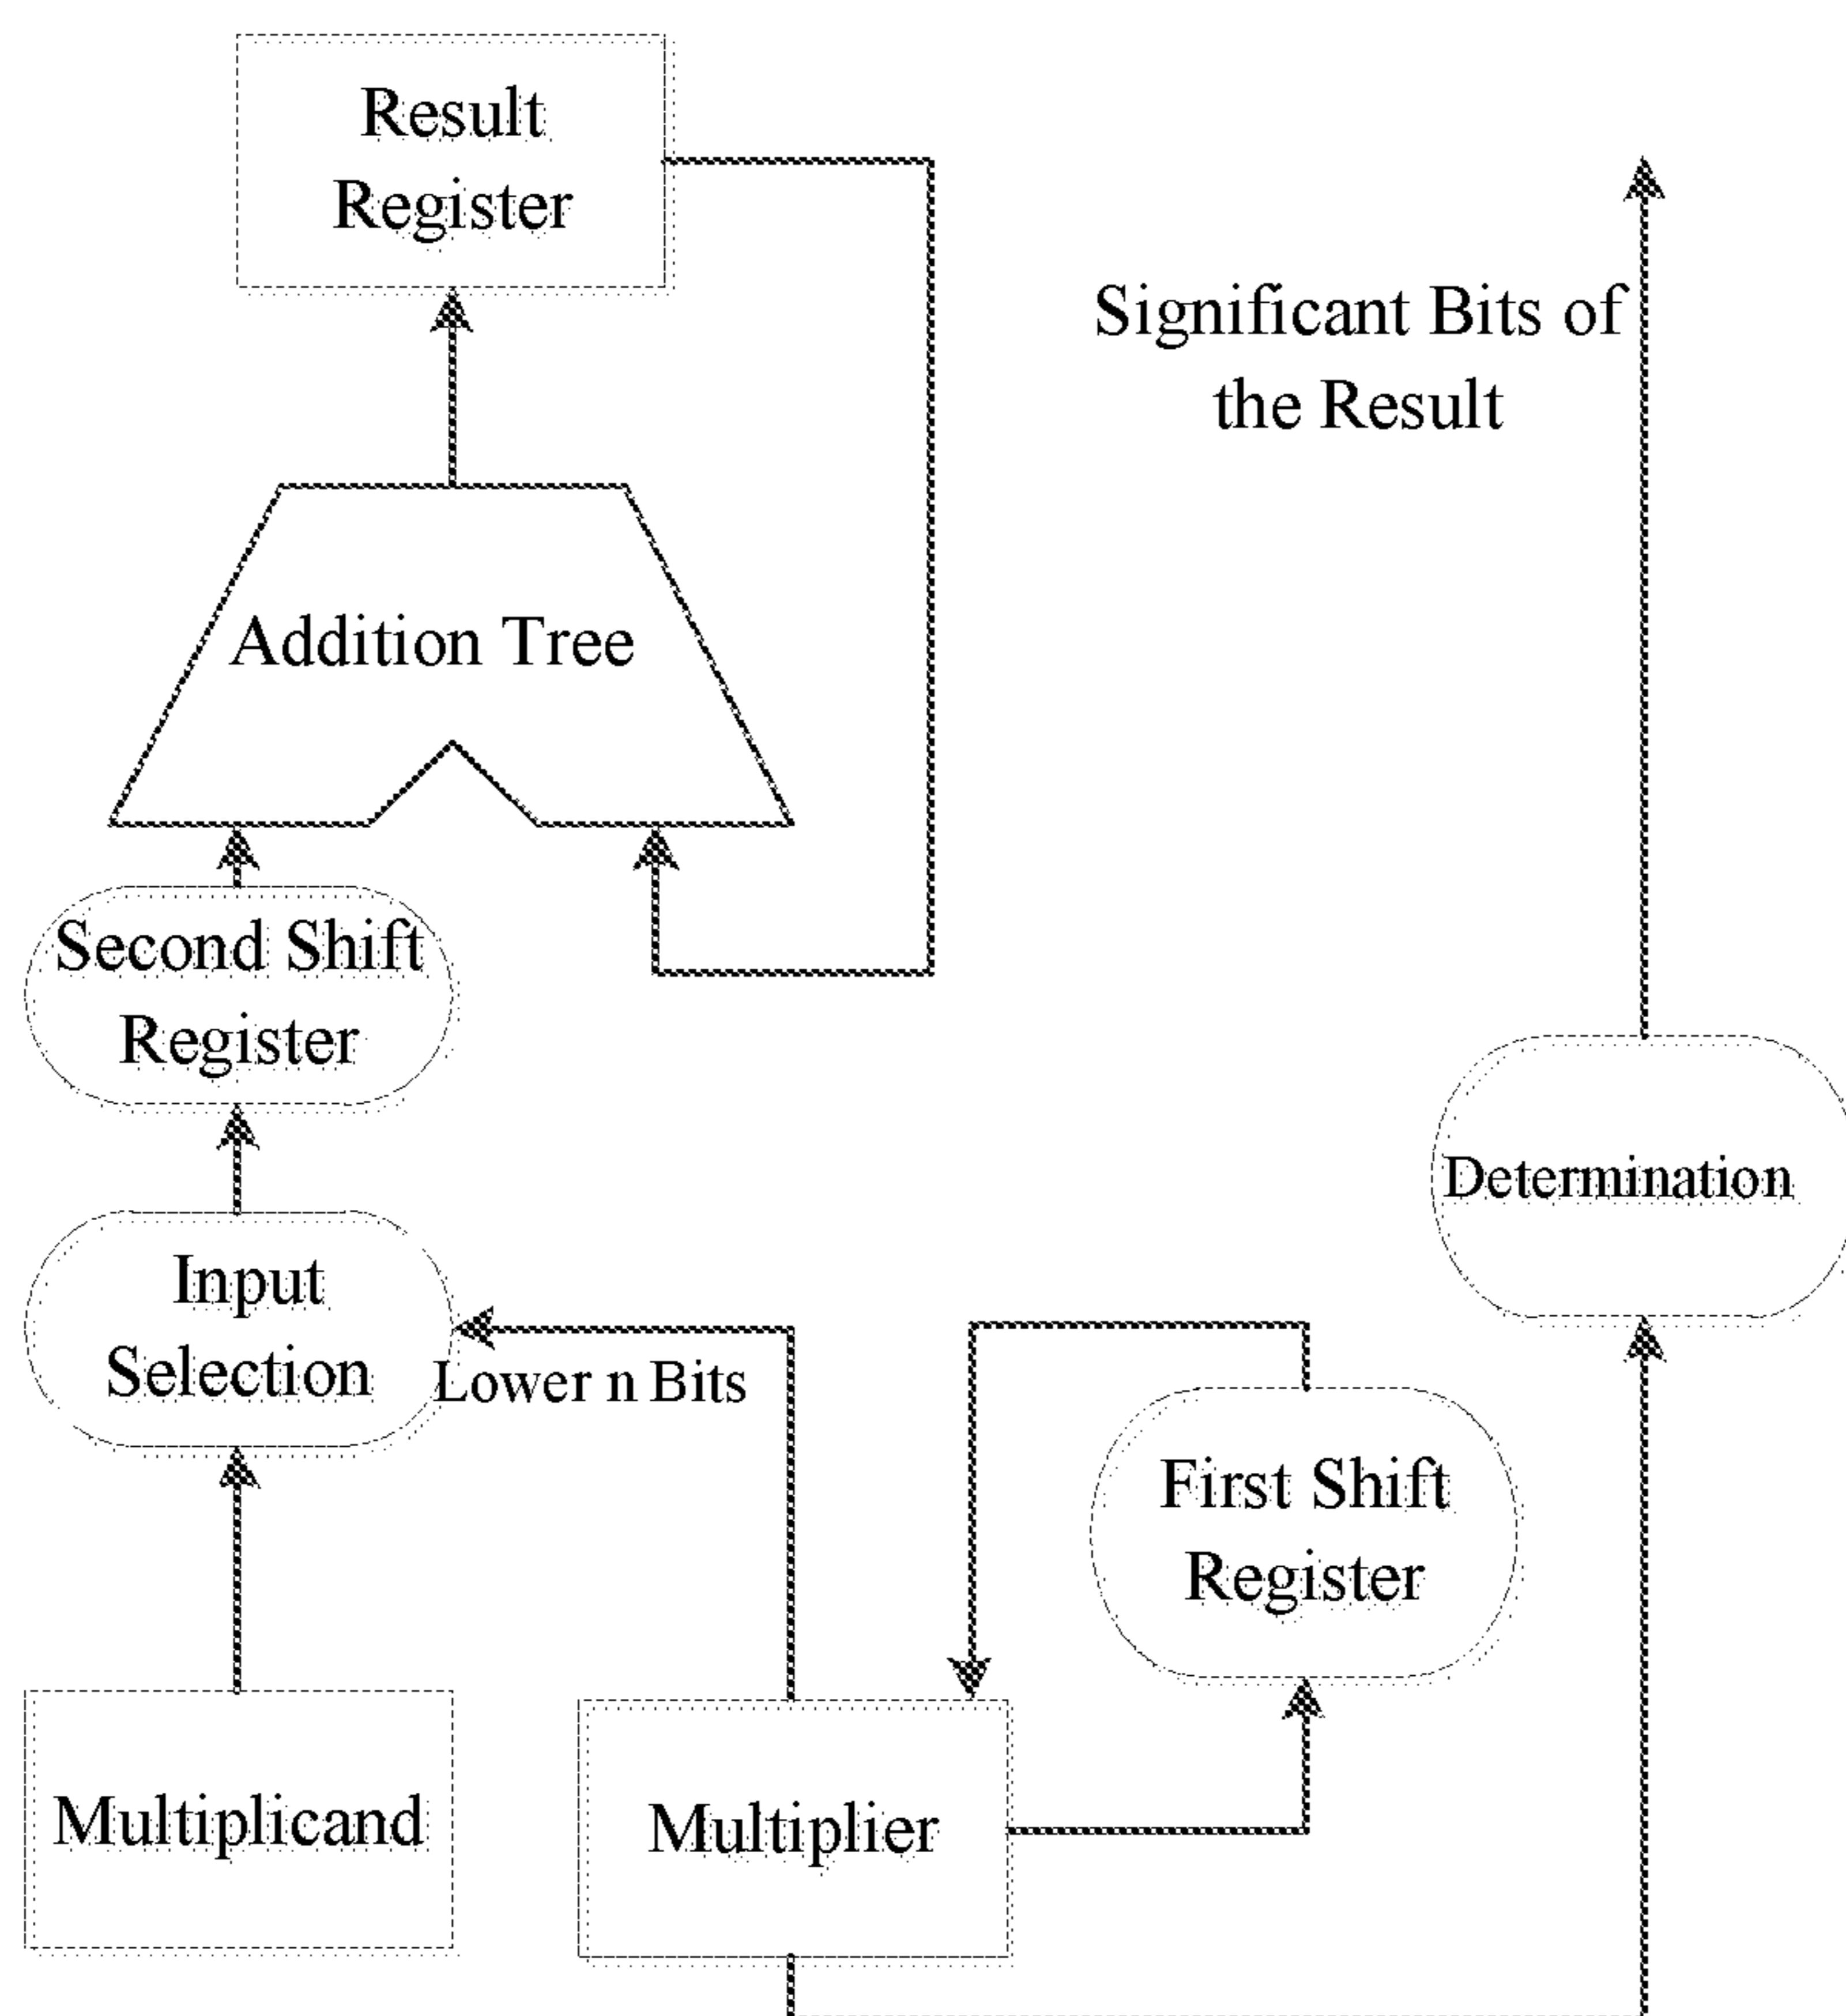 Result
Register
Significant Bits of
the Result
Addition Tree
Second Shift
Register
Determination
Input
Selection
Lower n Bits
First Shift
Register
Multiplicand
Multiplier